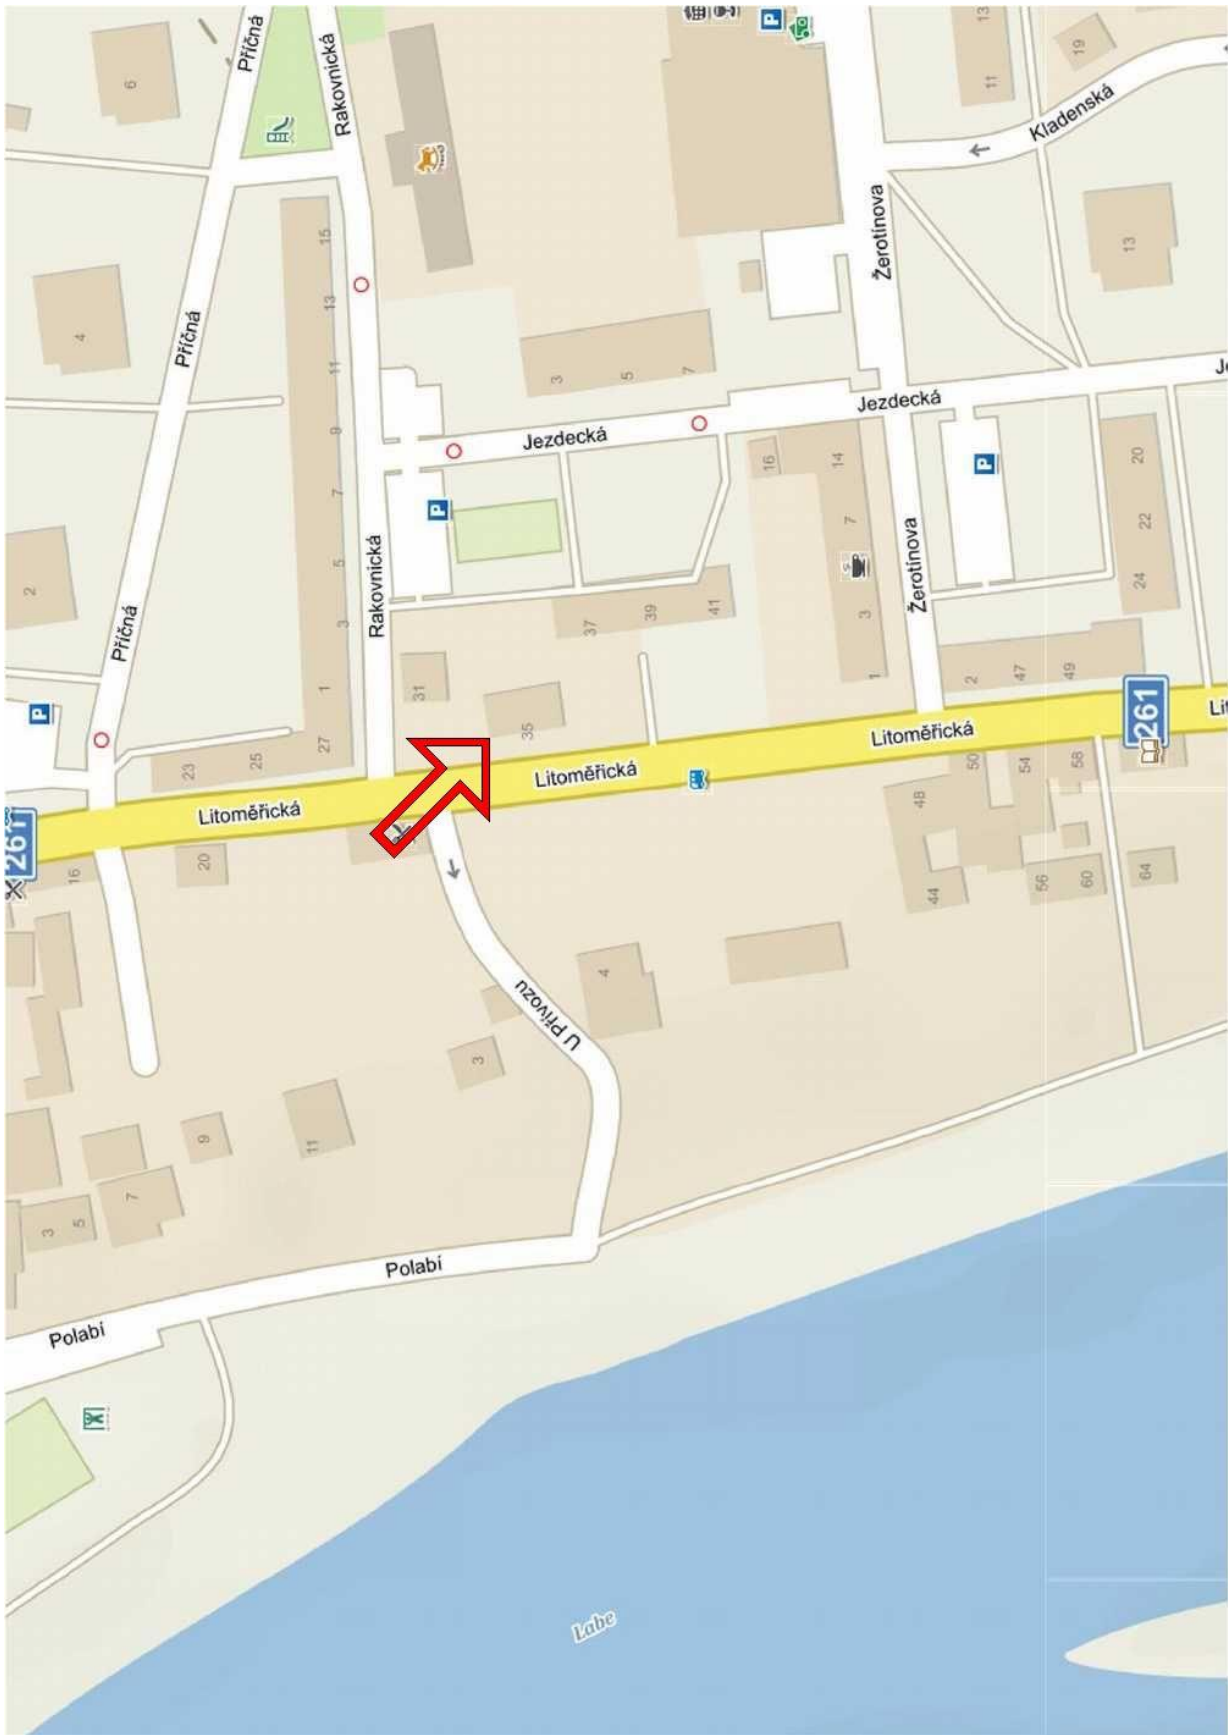 Příčná
Rakovnická
P
13
19
6
11
Kladenská
15
Žerotínova
13
13
4
Příčná
11
3
5
7
J
Jezdecká
9
Jezdecká
16
14
P
20
7
P
7
22
5
Rakovnická
Žerotínova
24
2
Příčná
3
37
39
41
3
1
1
31
2
47
49
P
35
27
25
23
Litoměřická
Litoměřická
Litoměřická
Lit
261
261
50
54
58
48
16
20
44
56
60
64
4
U Přívozu
3
9
11
7
3
5
Polabí
Polabí
Labe